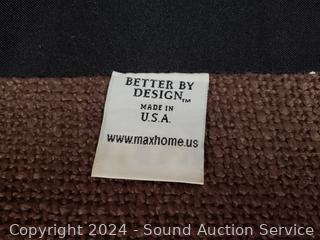 BETTER BY
DESIGN™
MADE IN
U.S.A.
www.maxhome.us
Copyright © 2024 - Sound Auction Service